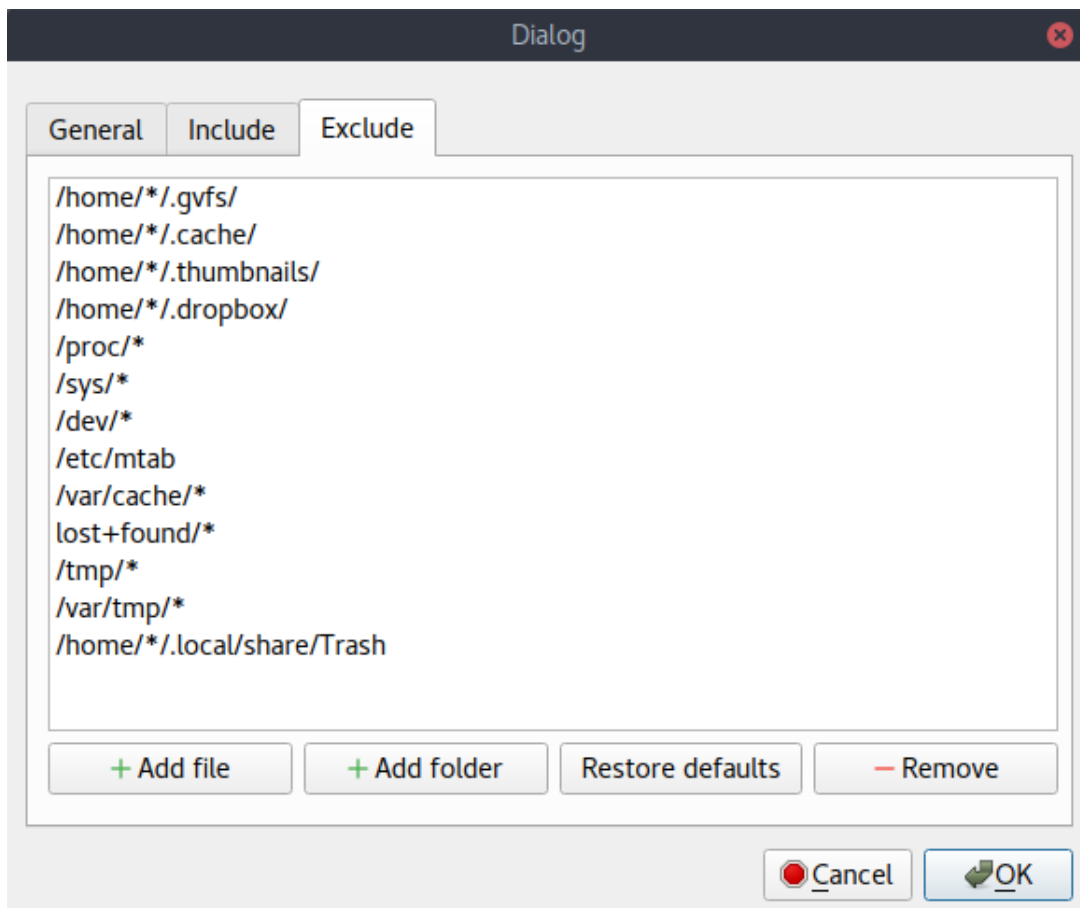 Dialog
General Include Exclude
/home/*/.gvfs/
/home/*/.cache/
/home/*/.thumbnails/
/home/*/.dropbox/
/proc/*
/sys/*
/dev/*
/etc/mtab
/var/cache/*
lost+found/*
/tmp/*
/var/tmp/*
/home/*/.local/share/Trash
+ Add file + Add folder Restore defaults − Remove
Cancel OK